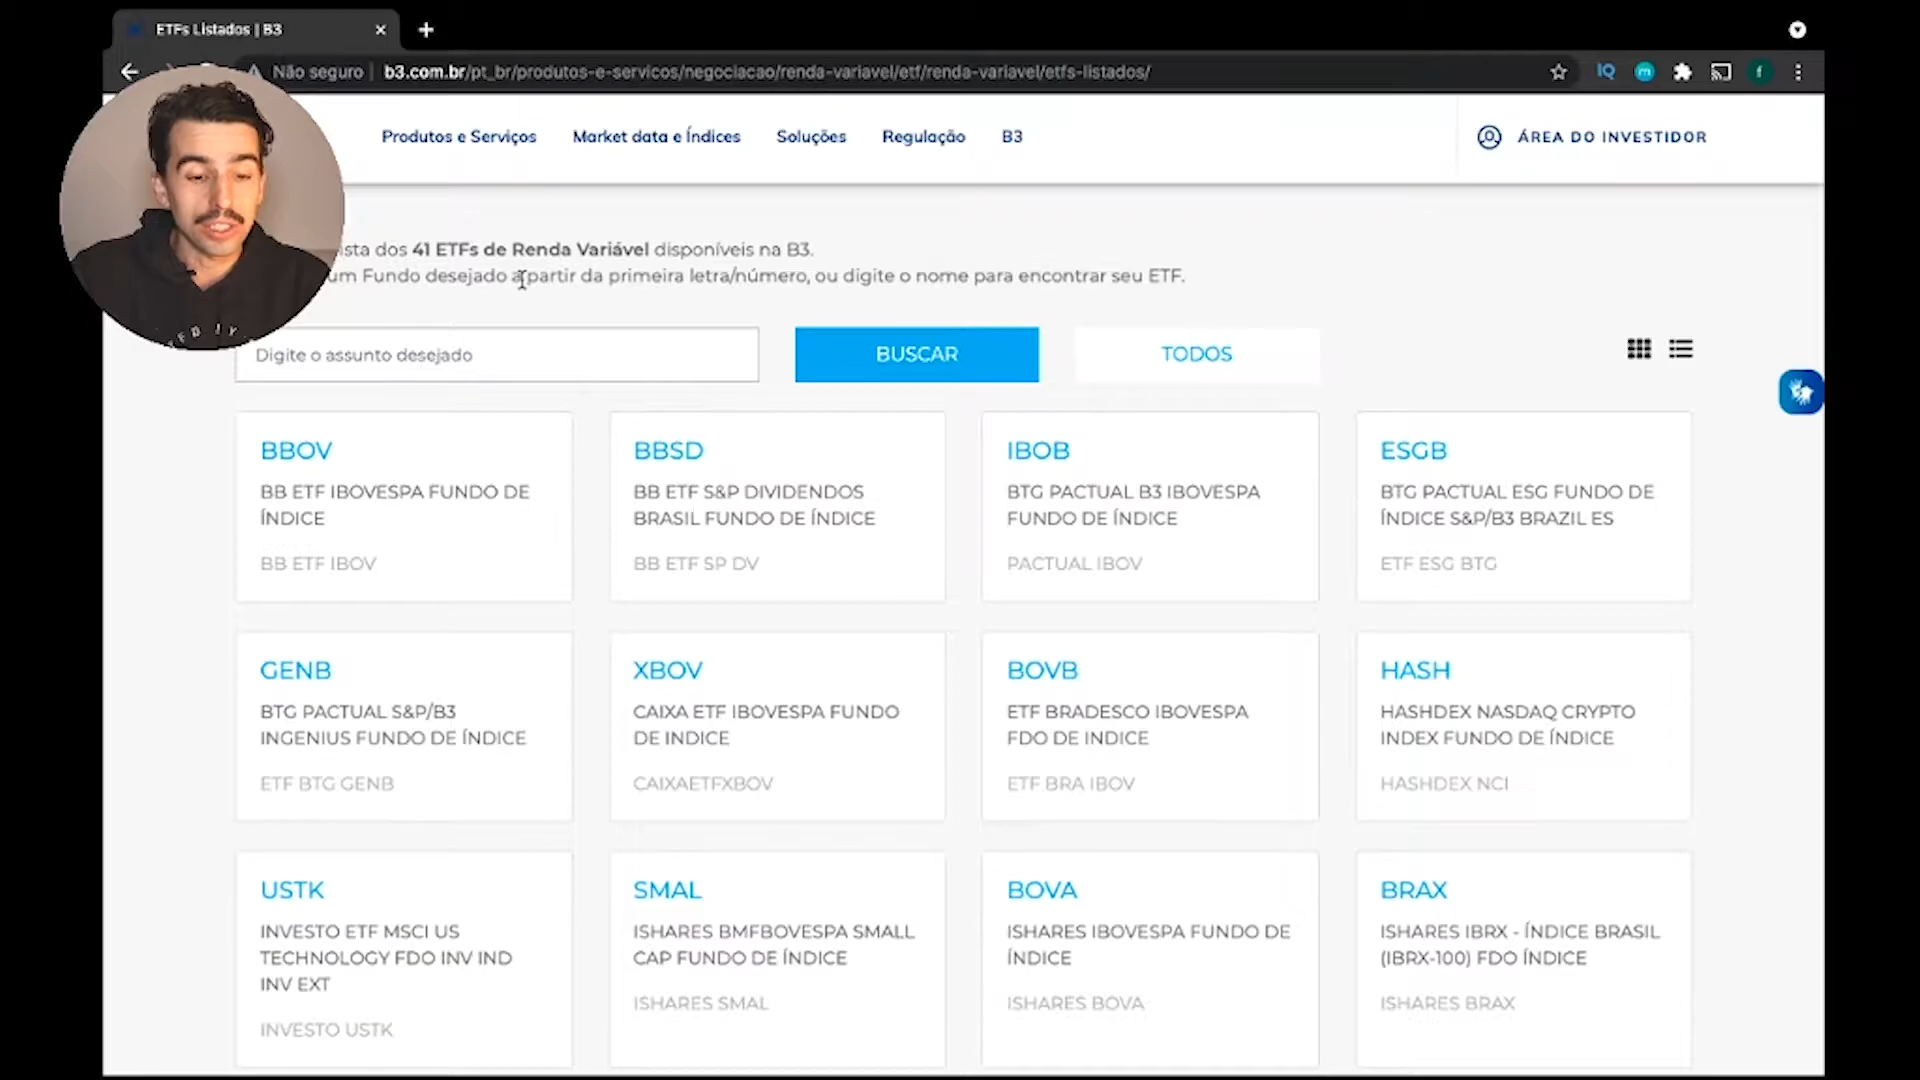 ETFs Listados | B3
Não seguro
b3.com.br/pt_br/produtos-e-servicos/negociacao/renda-variavel/etf/renda-variavel/etfs-listados/
IQ
m
f
Produtos e Serviços
Market data e Índices
Soluções
Regulação
B3
ÁREA DO INVESTIDOR
dos 41 ETFs de Renda Variável disponíveis na B3.
um Fundo desejado a partir da primeira letra/número, ou digite o nome para encontrar seu ETF.
Digite o assunto desejado
BUSCAR
TODOS
BBOV
BB ETF IBOVESPA FUNDO DE
ÍNDICE
BB ETF IBOV
BBSD
BB ETF S&P DIVIDENDOS
BRASIL FUNDO DE ÍNDICE
BB ETF SP DV
IBOB
BTG PACTUAL B3 IBOVESPA
FUNDO DE ÍNDICE
PACTUAL IBOV
ESGB
BTG PACTUAL ESG FUNDO DE
ÍNDICE S&P/B3 BRAZIL ES
ETF ESG BTG
GENB
BTG PACTUAL S&P/B3
INGENIUS FUNDO DE ÍNDICE
ETF BTG GENB
XBOV
CAIXA ETF IBOVESPA FUNDO
DE INDICE
CAIXAETFXBOV
BOVB
ETF BRADESCO IBOVESPA
FDO DE INDICE
ETF BRA IBOV
HASH
HASHDEX NASDAQ CRYPTO
INDEX FUNDO DE ÍNDICE
HASHDEX NCI
USTK
INVESTO ETF MSCI US
TECHNOLOGY FDO INV IND
INV EXT
INVESTO USTK
SMAL
ISHARES BMFBOVESPA SMALL
CAP FUNDO DE ÍNDICE
ISHARES SMAL
BOVA
ISHARES IBOVESPA FUNDO DE
ÍNDICE
ISHARES BOVA
BRAX
ISHARES IBRX - ÍNDICE BRASIL
(IBRX-100) FDO ÍNDICE
ISHARES BRAX